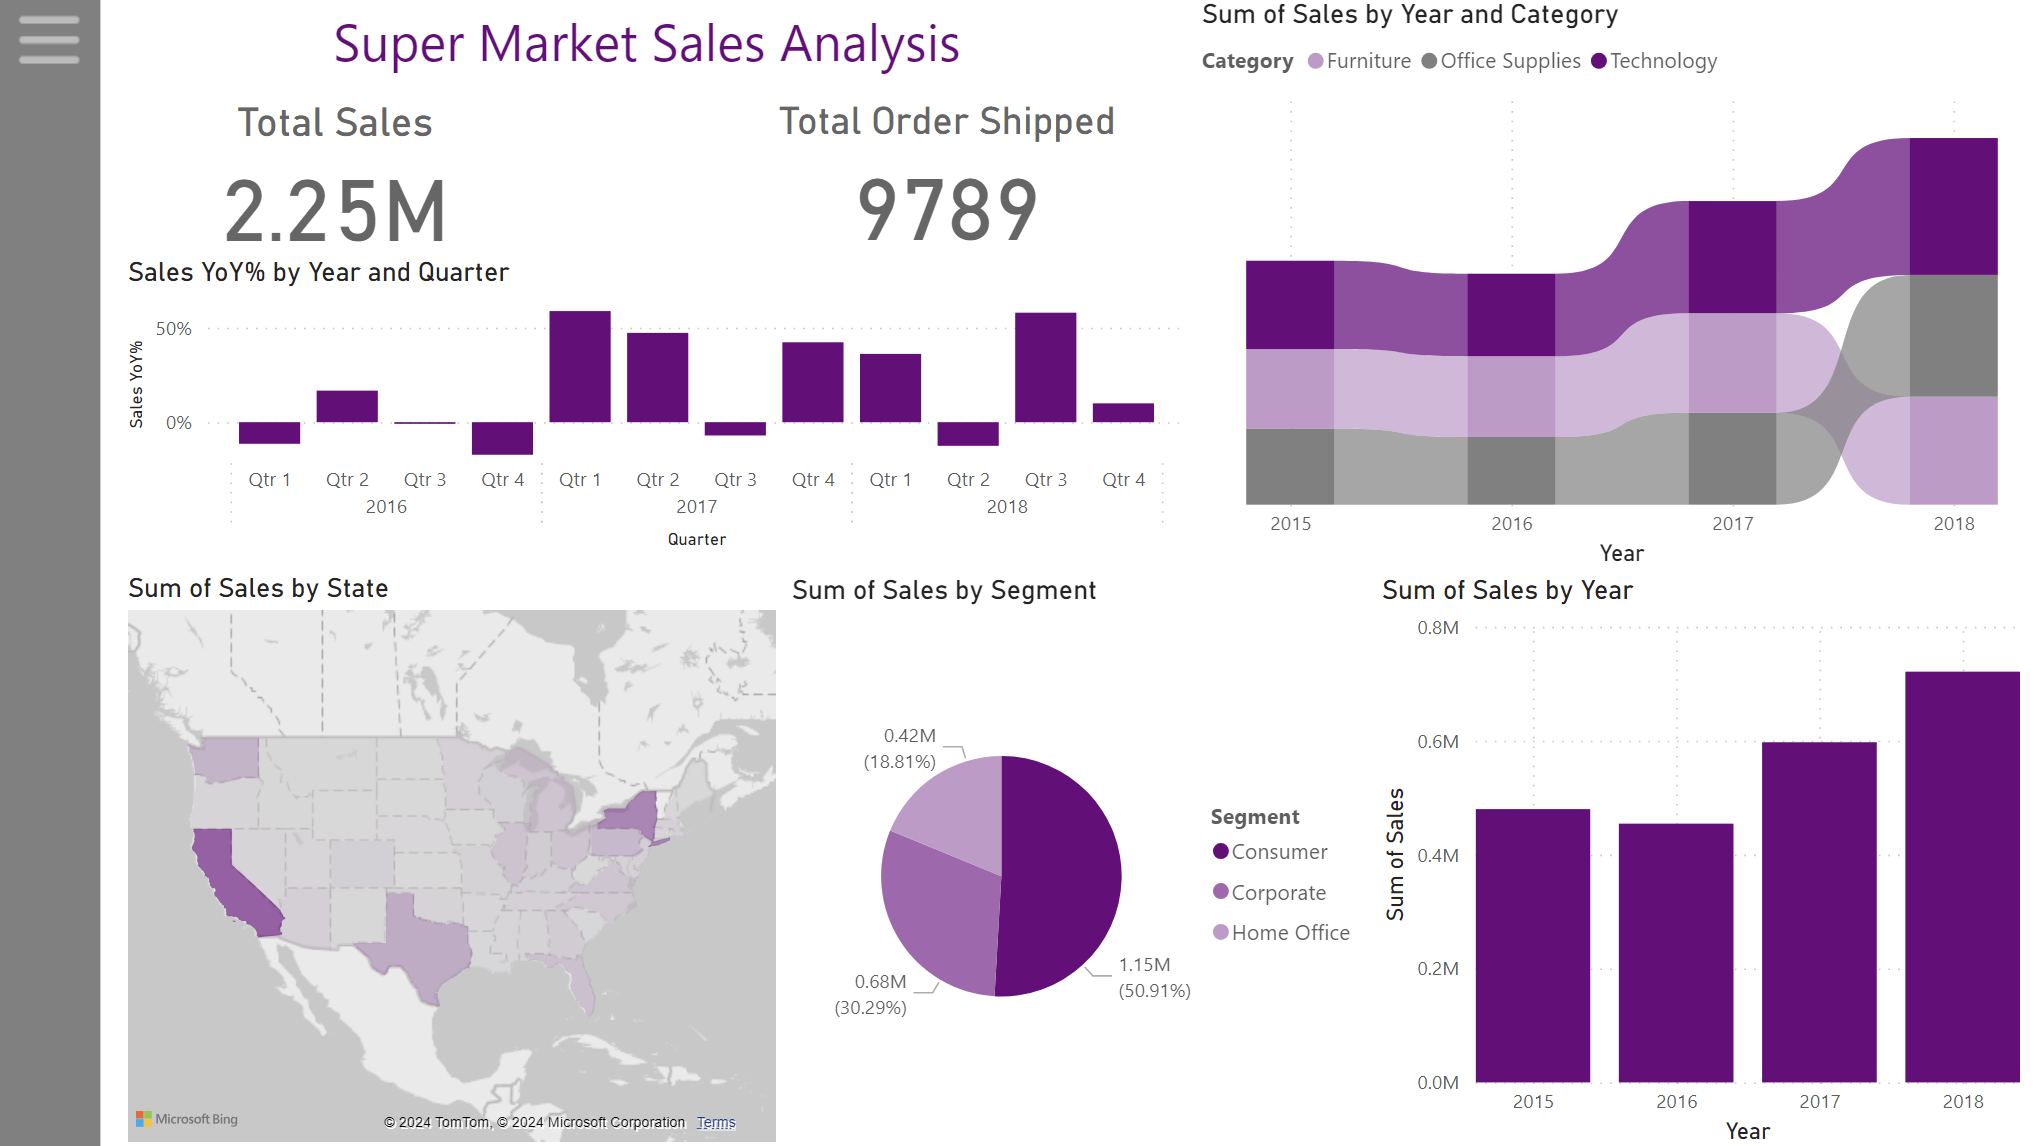 Super Market Sales Analysis
Total Sales
2.25M
Total Order Shipped
9789
Sales YoY% by Year and Quarter
Sales YoY%
50%
0%
Qtr 1 Qtr 2 Qtr 3 Qtr 4 Qtr 1 Qtr 2 Qtr 3 Qtr 4 Qtr 1 Qtr 2 Qtr 3 Qtr 4
2016 2017 2018
Quarter
Sum of Sales by Year and Category
Category Furniture Office Supplies Technology
2015 2016 2017 2018
Year
Sum of Sales by State
Microsoft Bing
© 2024 TomTom, © 2024 Microsoft Corporation Terms
Sum of Sales by Segment
0.42M
(18.81%)
0.68M
(30.29%)
1.15M
(50.91%)
Segment
Consumer
Corporate
Home Office
Sum of Sales by Year
Sum of Sales
0.8M
0.6M
0.4M
0.2M
0.0M
2015 2016 2017 2018
Year